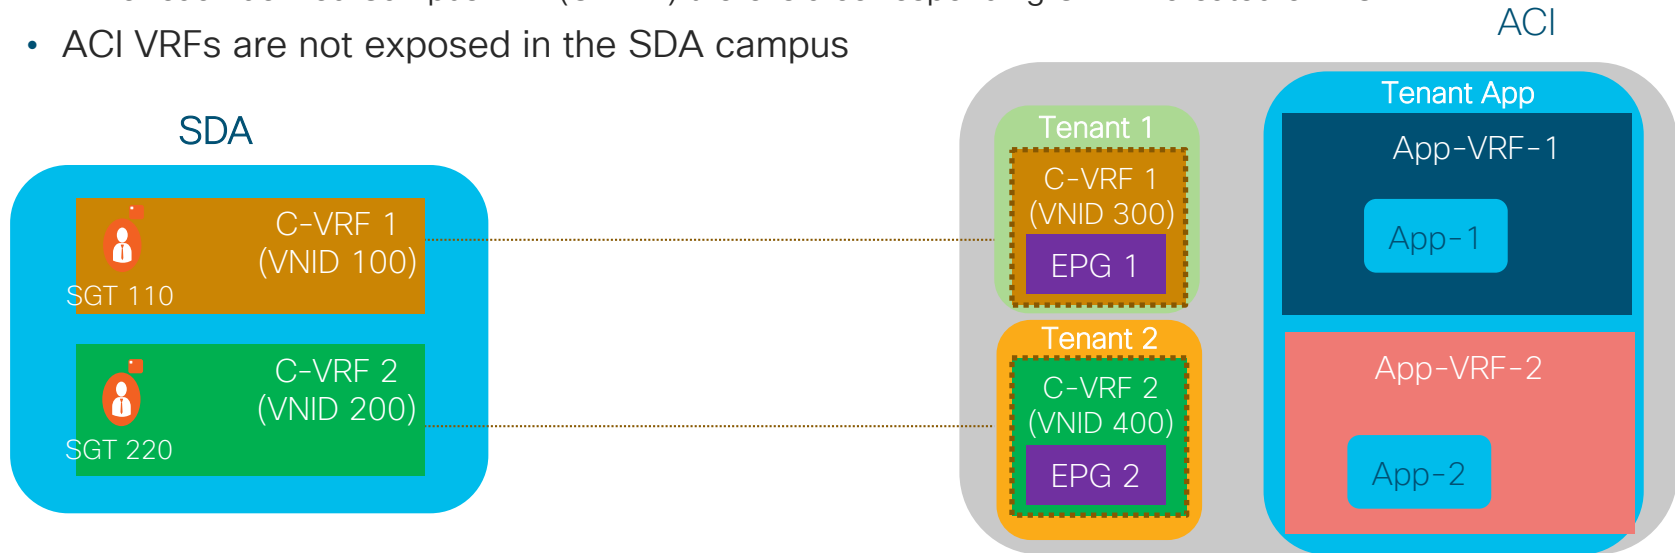 • ACI VRFs are not exposed in the SDA campus
ACI
SDA
C-VRF 1
(VNID 100)
SGT 110
C-VRF 2
(VNID 200)
SGT 220
Tenant 1
C-VRF 1
(VNID 300)
EPG 1
Tenant 2
C-VRF 2
(VNID 400)
EPG 2
Tenant App
App-VRF-1
App-1
App-VRF-2
App-2